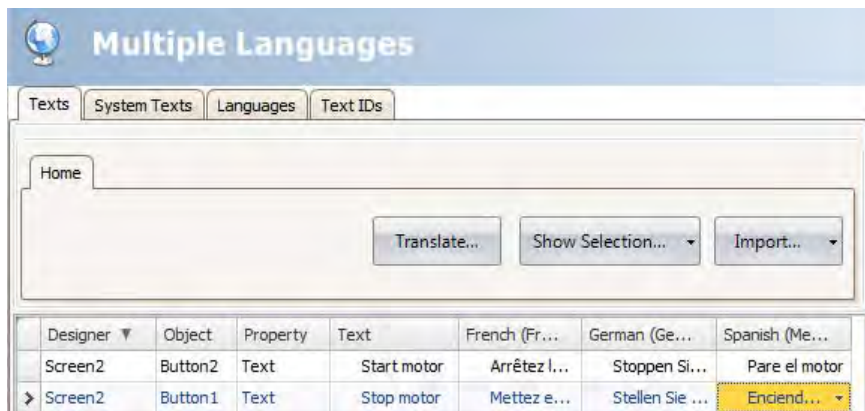 Multiple Languages
Texts System Texts Languages Text IDs
Home
Translate... Show Selection... Import...
Designer Object Property Text French (Fr... German (Ge... Spanish (Me...
Screen2 Button2 Text Start motor Arrêtez l... Stoppen Si... Pare el motor
Screen2 Button1 Text Stop motor Mettez e... Stellen Sie ... Enciend...